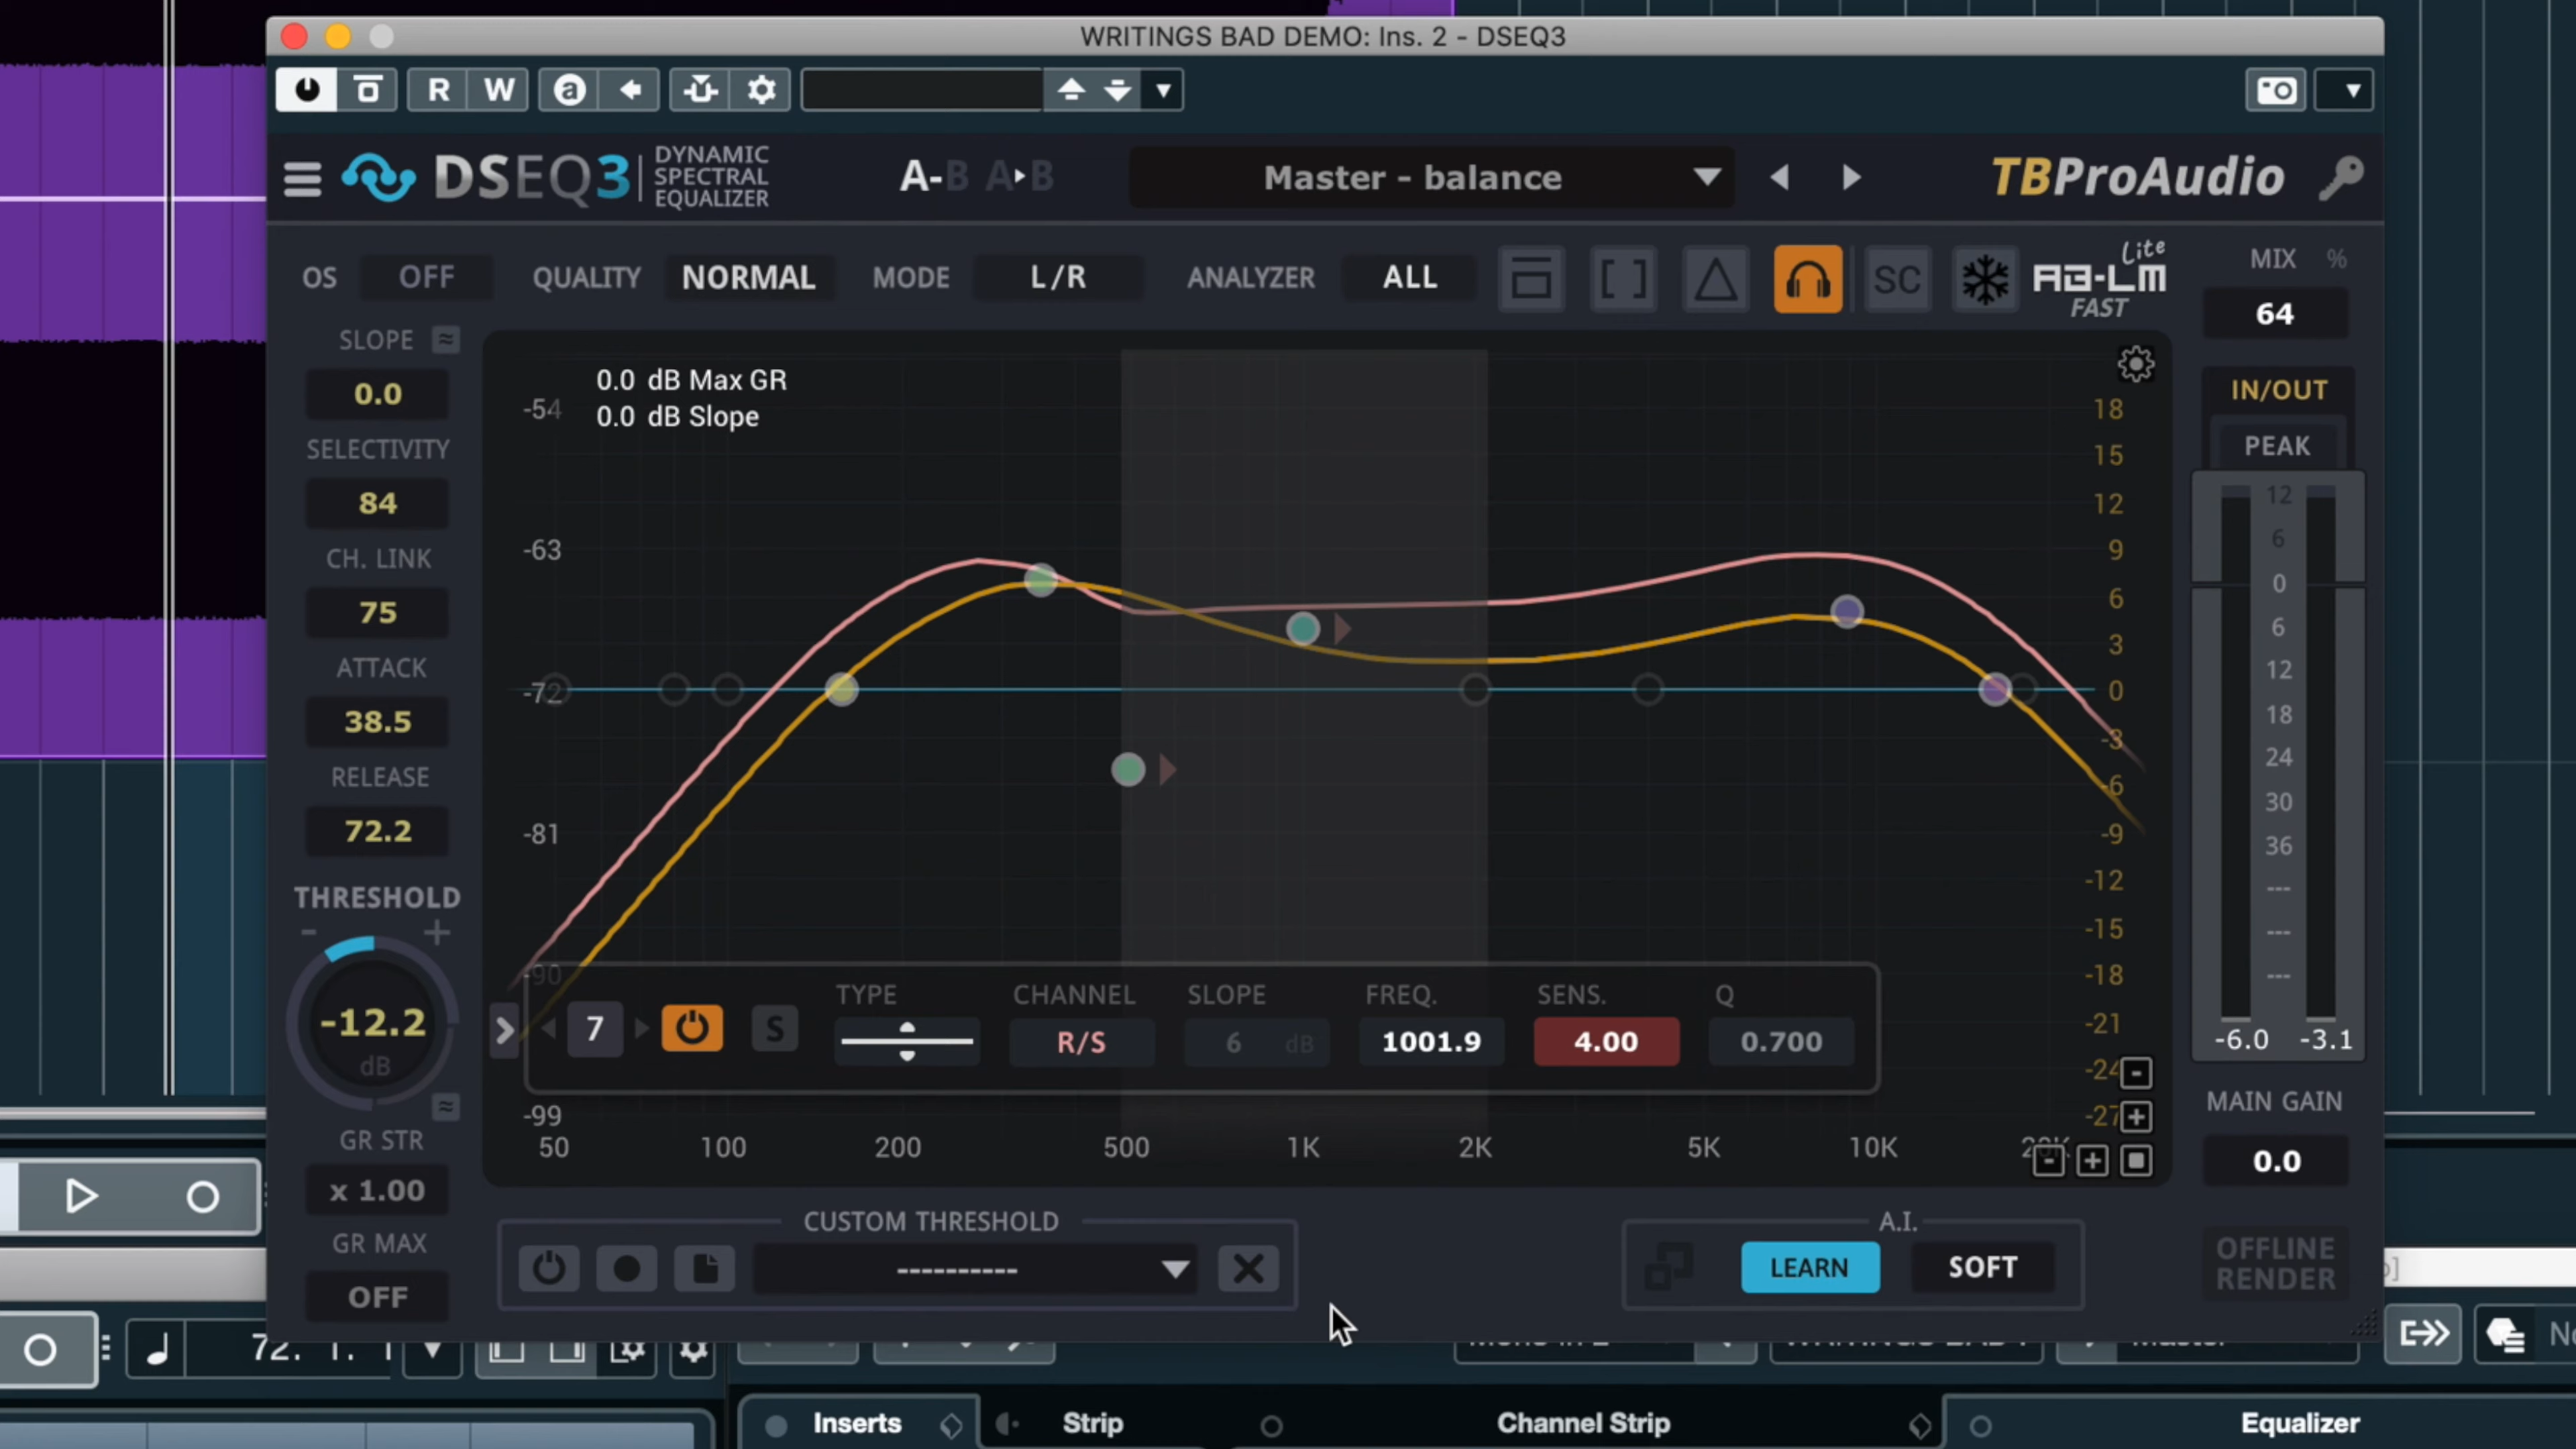 WRITINGS BAD DEMO: Ins. 2 - DSEQ3
R W a
DSEQ3 DYNAMIC SPECTRAL EQUALIZER
A-B A▸B
Master - balance
TBProAudio
OS OFF QUALITY NORMAL MODE L/R ANALYZER ALL SC
AB-LM Lite
FAST
MIX %
64
SLOPE
0.0
SELECTIVITY
84
CH. LINK
75
ATTACK
38.5
RELEASE
72.2
THRESHOLD
- +
-12.2
dB
GR STR
x 1.00
GR MAX
OFF
0.0 dB Max GR
0.0 dB Slope
-54
-63
-72
-81
-90
-99
18
15
12
9
6
3
0
-3
-6
-9
-12
-15
-18
-21
-24
-27
TYPE CHANNEL SLOPE FREQ. SENS. Q
7 S R/S 6 dB 1001.9 4.00 0.700
50 100 200 500 1K 2K 5K 10K 20K
IN/OUT
PEAK
12
6
0
6
12
18
24
30
36
---
---
---
-6.0 -3.1
MAIN GAIN
0.0
CUSTOM THRESHOLD
----------
A.I.
LEARN SOFT
OFFLINE
RENDER
72. 1. 1
Inserts Strip Channel Strip Equalizer